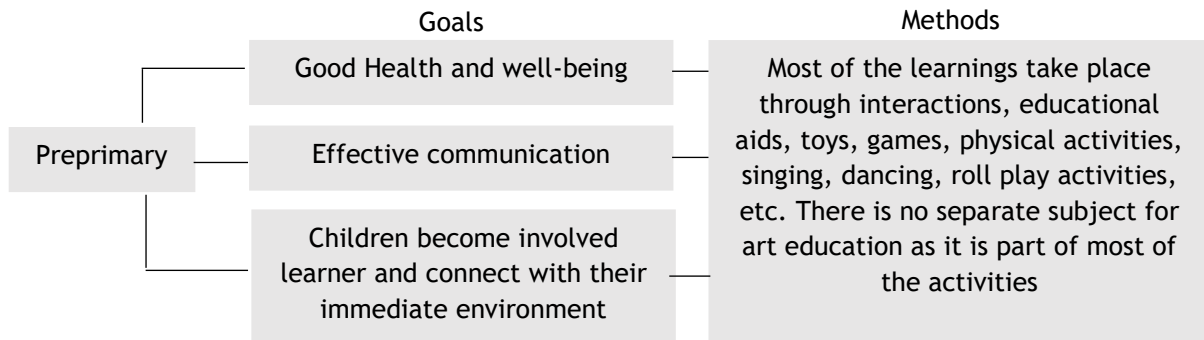 Goals
Methods
Preprimary
Good Health and well-being
Effective communication
Children become involved
learner and connect with their
immediate environment
Most of the learnings take place
through interactions, educational
aids, toys, games, physical activities,
singing, dancing, roll play activities,
etc. There is no separate subject for
art education as it is part of most of
the activities